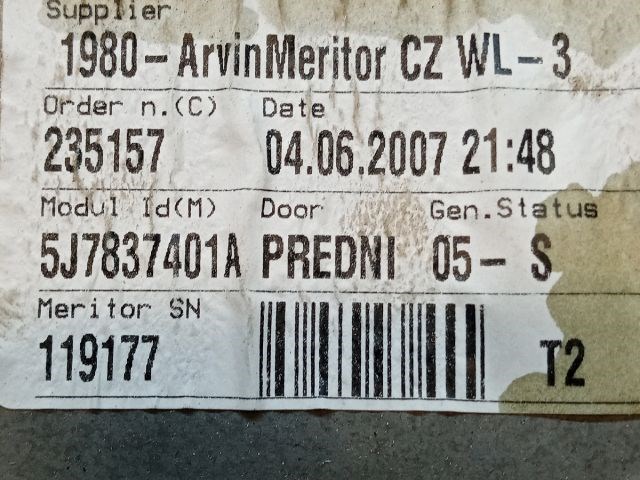 Supplier
1980-ArvinMeritor CZ WL-3
Order n.(C) Date
235157 04.06.2007 21:48
Modul Id(M) Door Gen.Status
5J7837401A PREDNI 05- S
Meritor SN
119177 T2